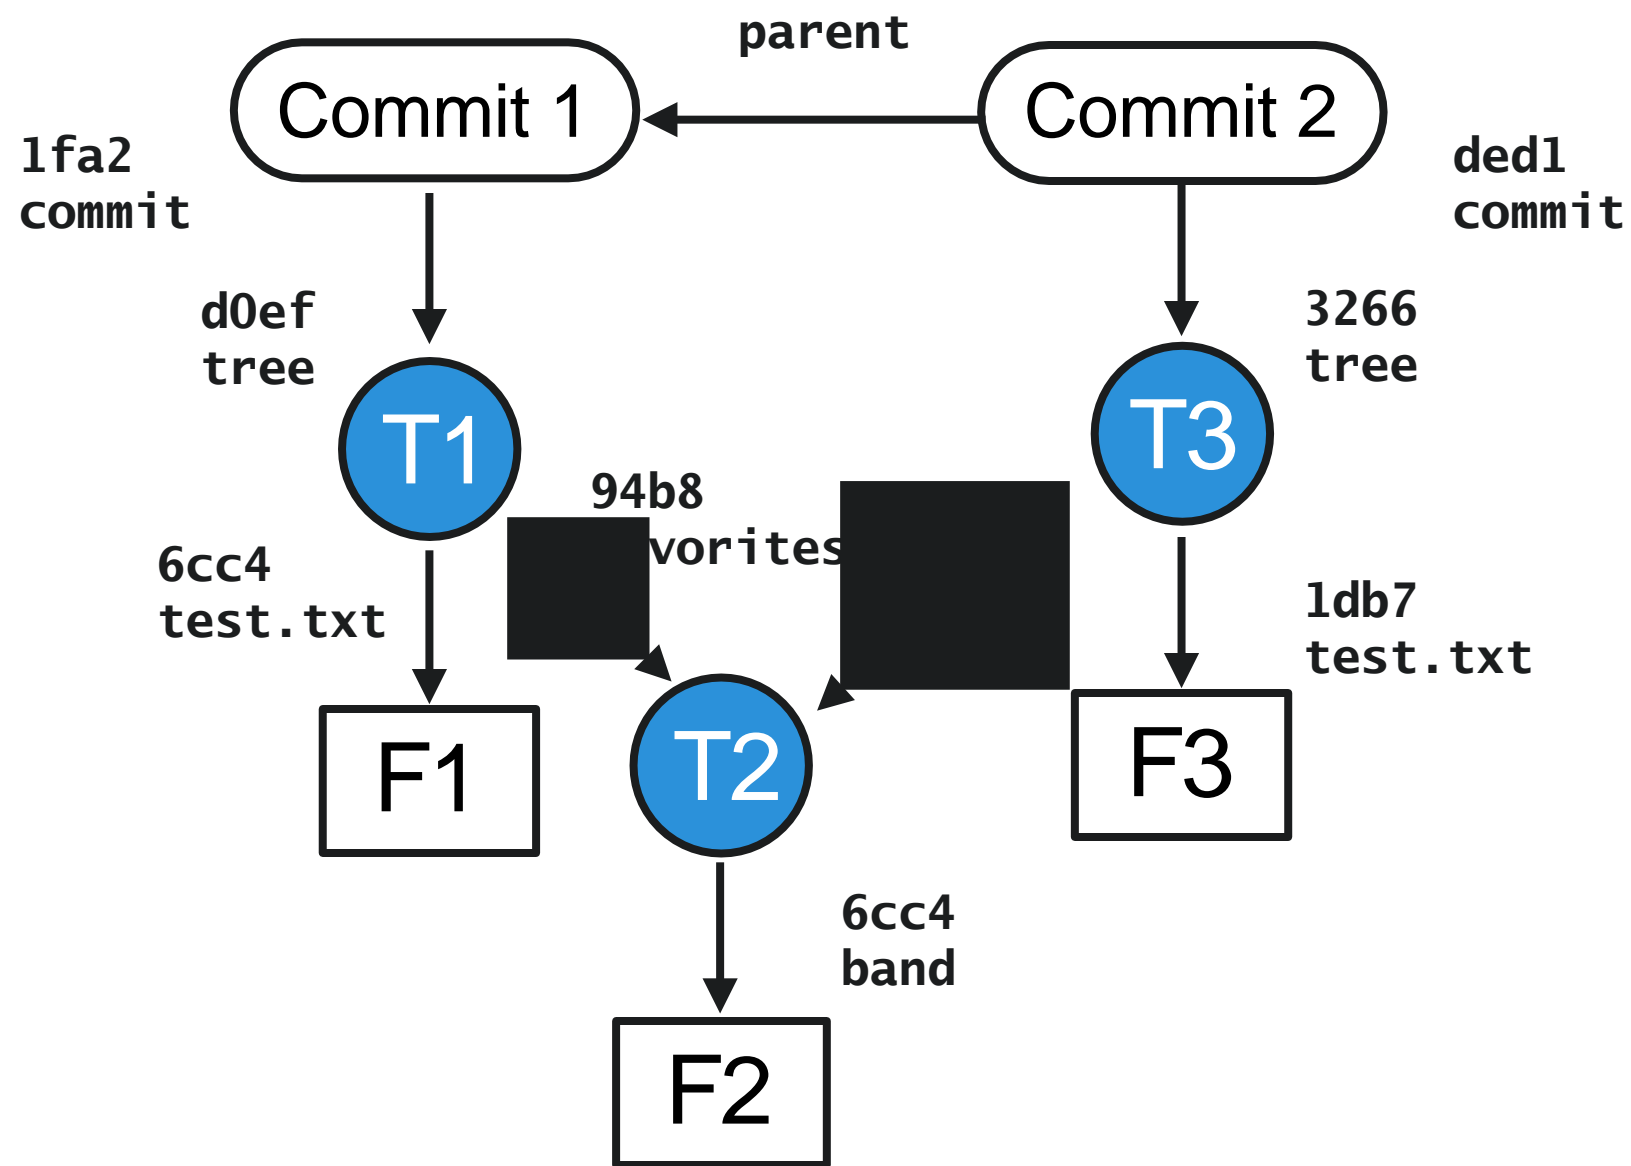 parent
Commit 1
Commit 2
1fa2
commit
ded1
commit
d0ef
tree
3266
tree
T1
T3
94b8
vorites
6cc4
test.txt
1db7
test.txt
F1
T2
F3
6cc4
band
F2